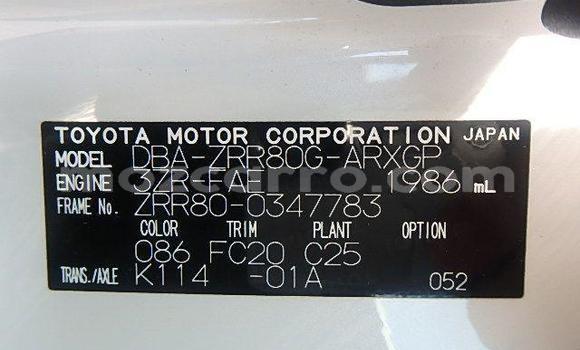 TOYOTA MOTOR CORPORATION JAPAN
MODEL DBA-ZRR80G-ARXGP
ENGINE 3ZR-FAE 1986 mL
FRAME No. ZRR80-0347783
COLOR TRIM PLANT OPTION
086 FC20 C25
TRANS./AXLE K114 -01A 052